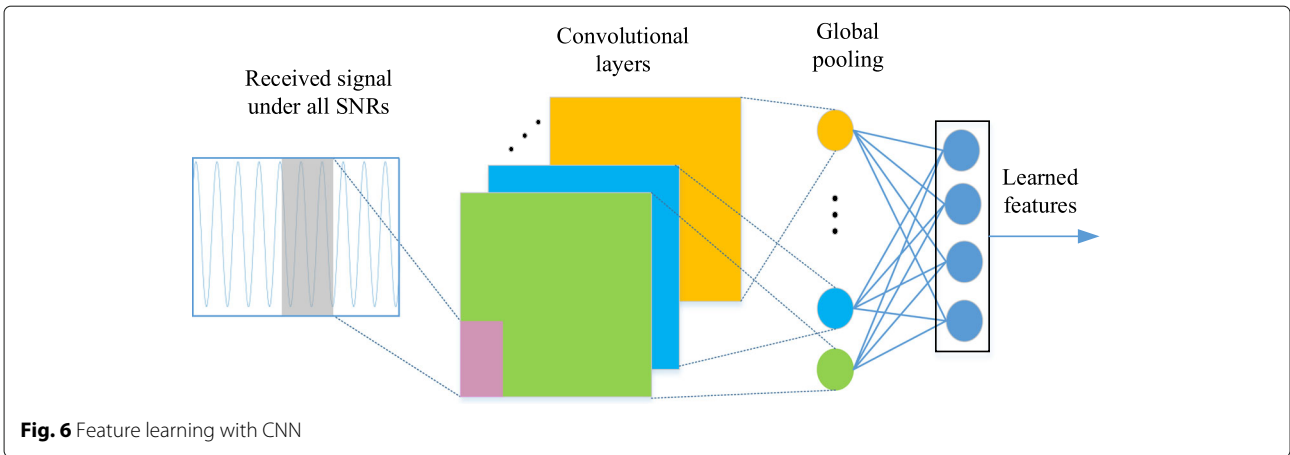 Received signal
under all SNRs
Convolutional
layers
Global
pooling
Learned
features
Fig. 6 Feature learning with CNN